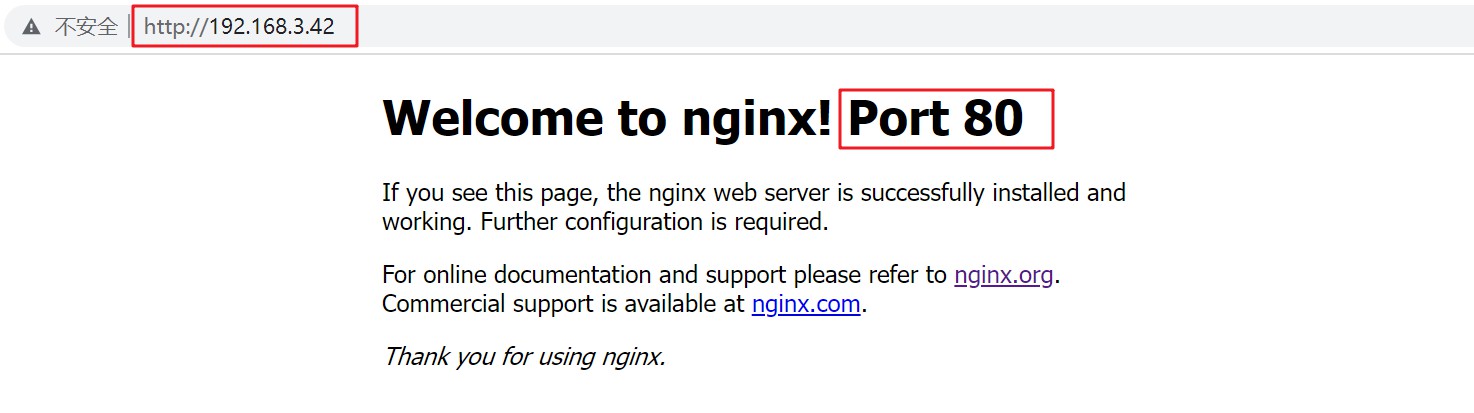 不安全 | http://192.168.3.42
Welcome to nginx! Port 80
If you see this page, the nginx web server is successfully installed and
working. Further configuration is required.
For online documentation and support please refer to nginx.org.
Commercial support is available at nginx.com.
Thank you for using nginx.